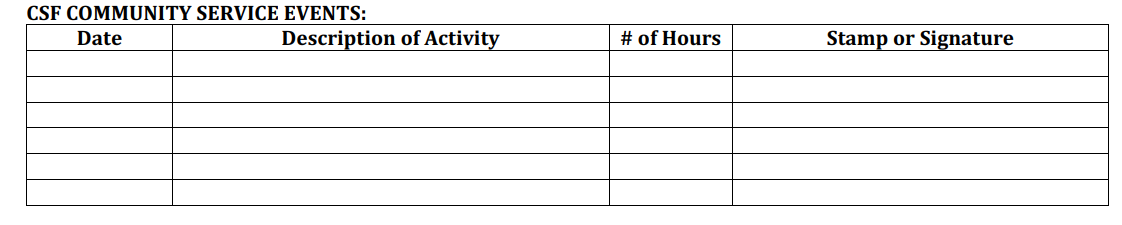 CSF COMMUNITY SERVICE EVENTS:
Date Description of Activity # of Hours Stamp or Signature